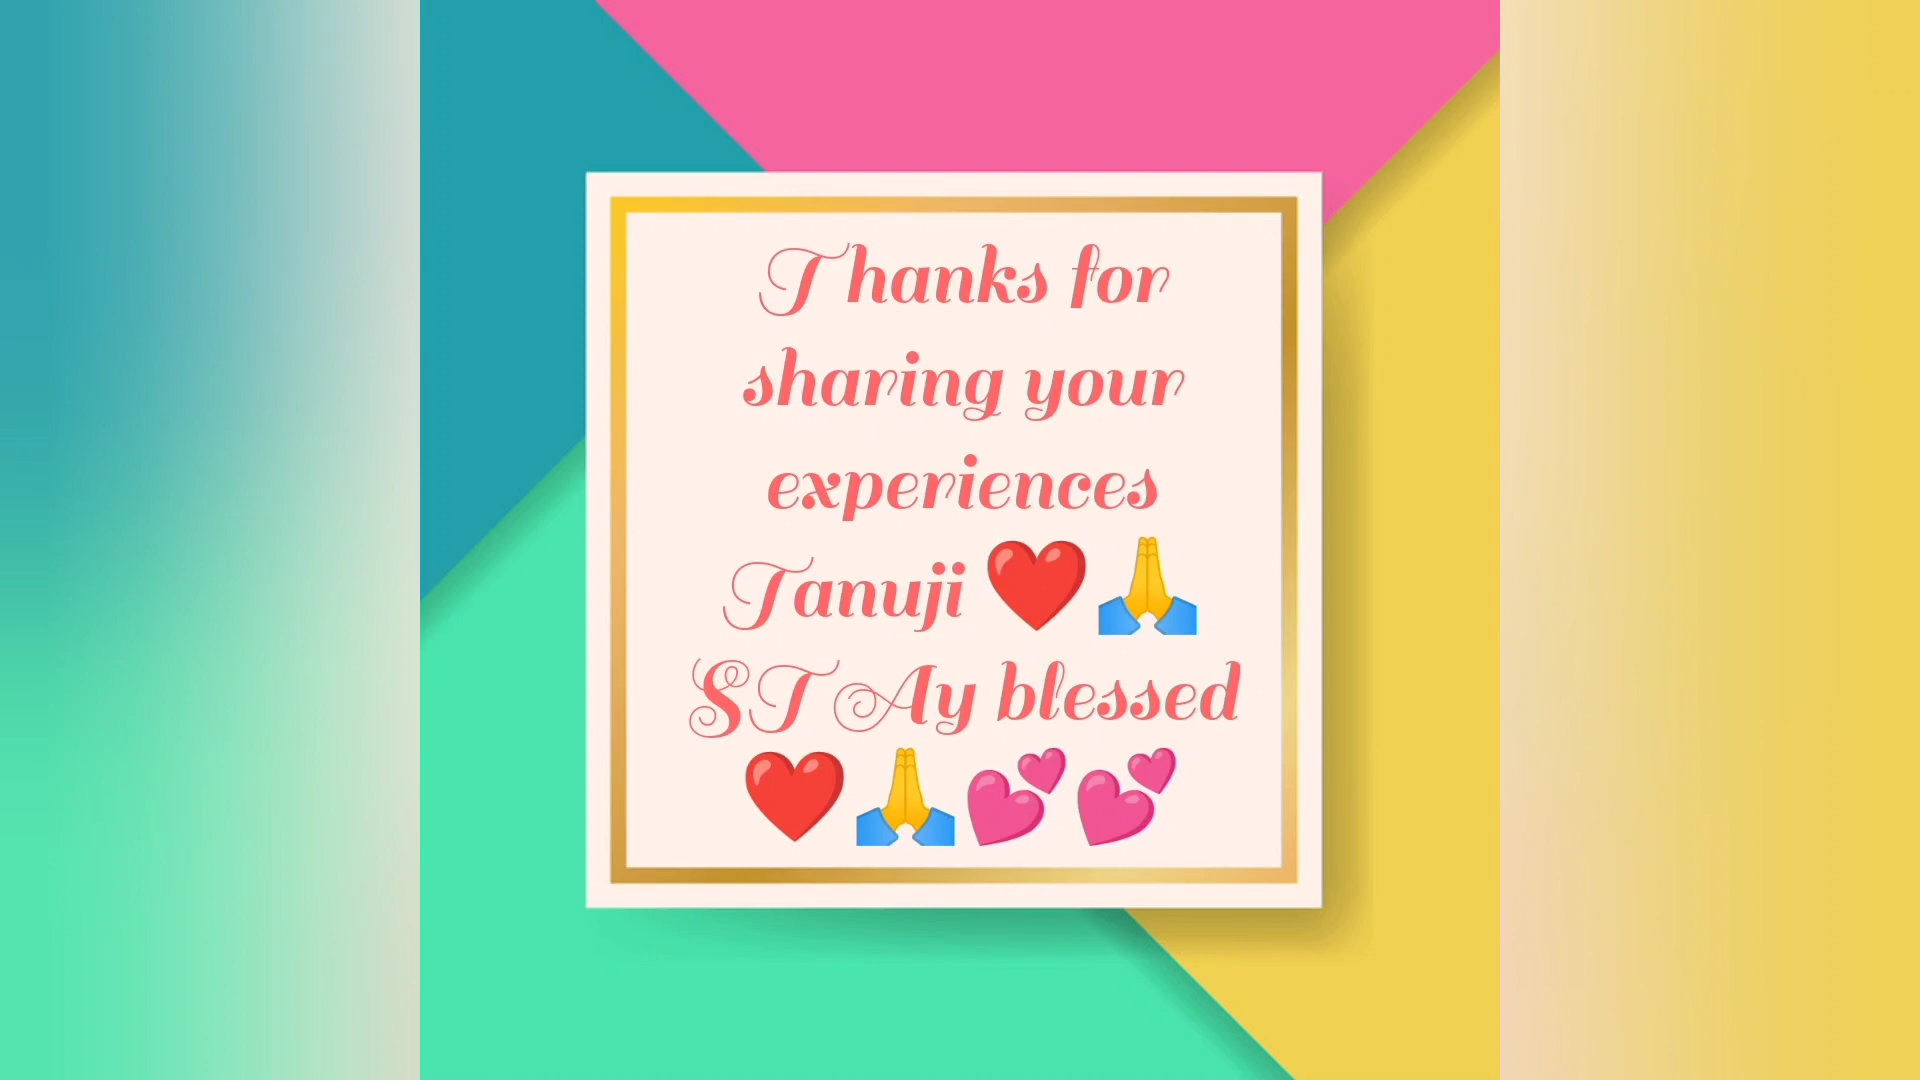 Thanks for
sharing your
experiences
Tanuji ❤️🙏
STAy blessed
❤️🙏💕💕